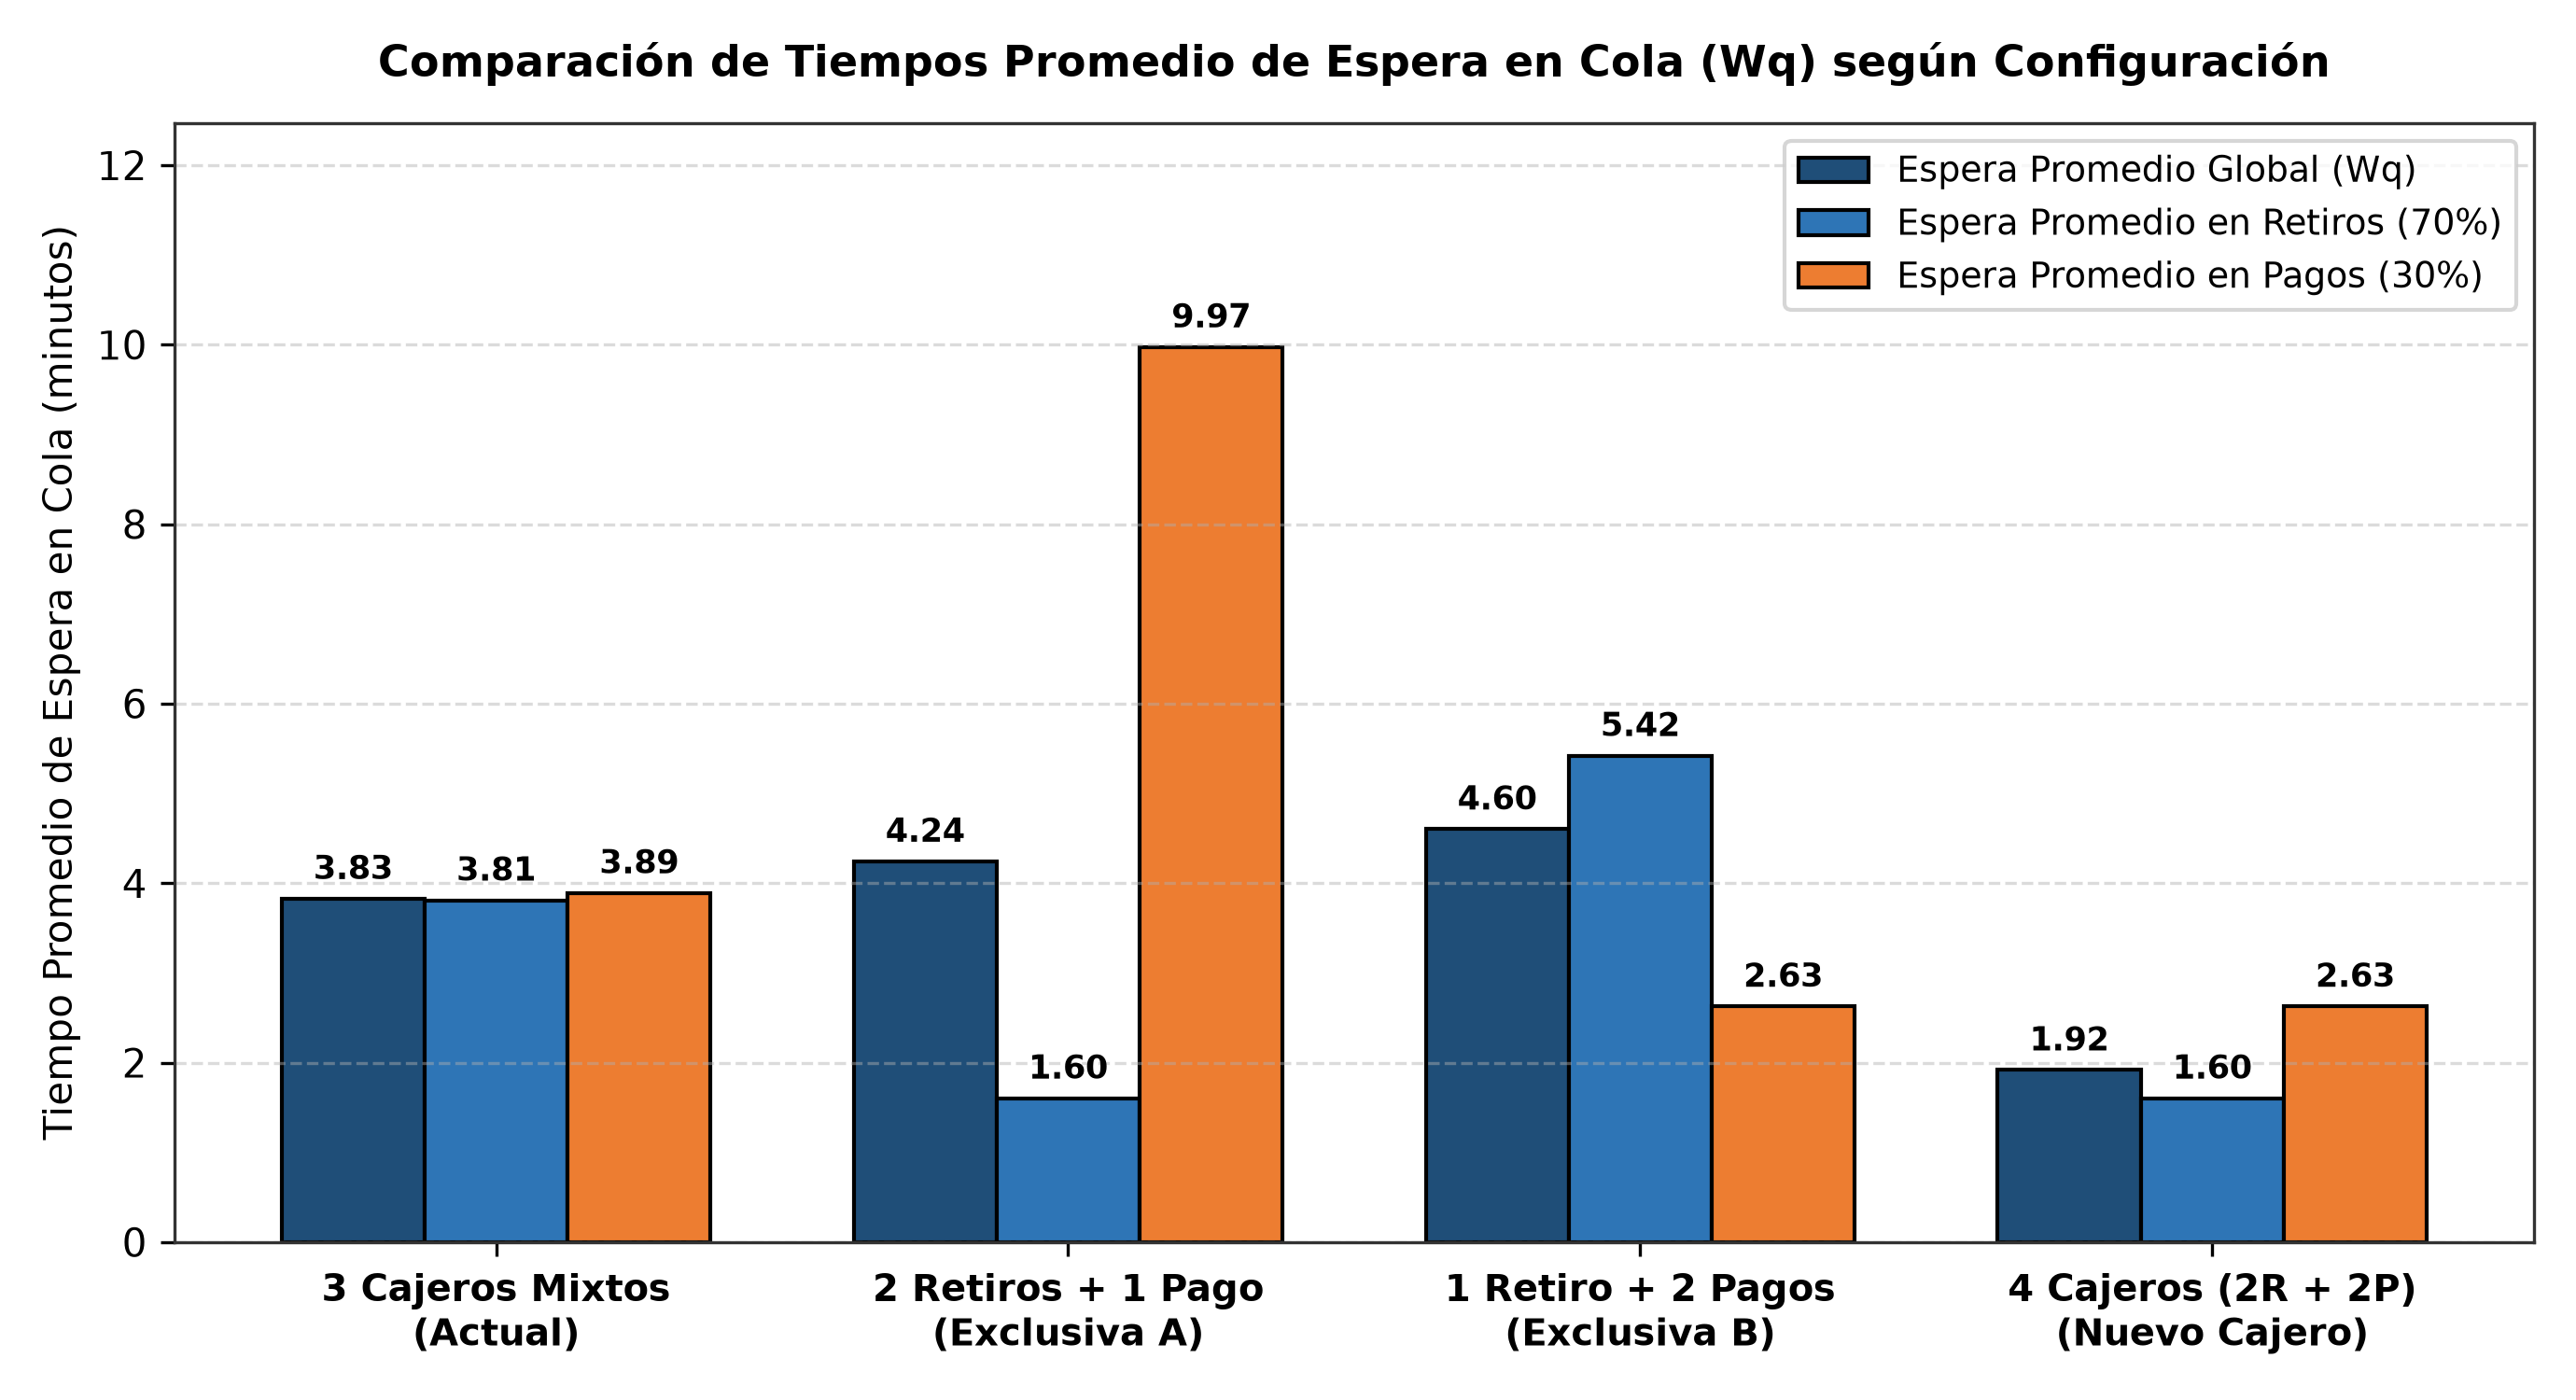 Comparación de Tiempos Promedio de Espera en Cola (Wq) según Configuración
Tiempo Promedio de Espera en Cola (minutos)
12
10
8
6
4
2
0
Espera Promedio Global (Wq)
Espera Promedio en Retiros (70%)
Espera Promedio en Pagos (30%)
3.83
3.81
3.89
4.24
1.60
9.97
4.60
5.42
2.63
1.92
1.60
2.63
3 Cajeros Mixtos
(Actual)
2 Retiros + 1 Pago
(Exclusiva A)
1 Retiro + 2 Pagos
(Exclusiva B)
4 Cajeros (2R + 2P)
(Nuevo Cajero)